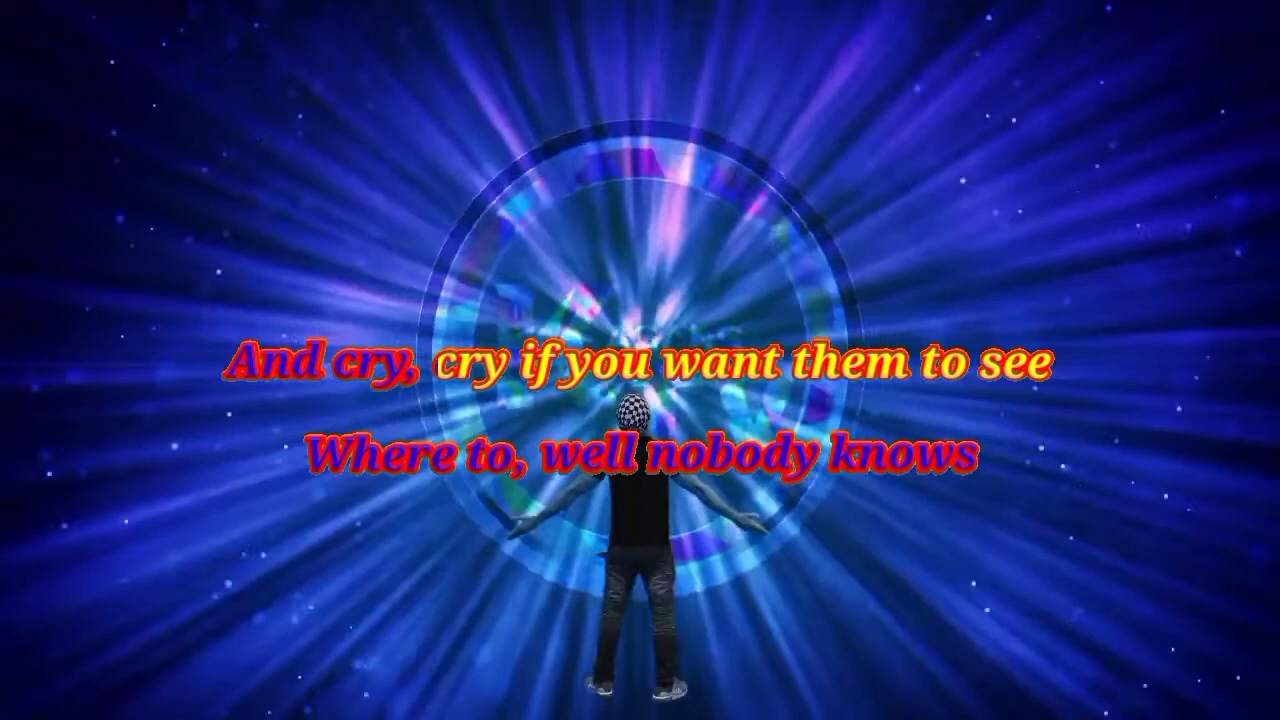 And cry, cry if you want them to see
Where to, well nobody knows